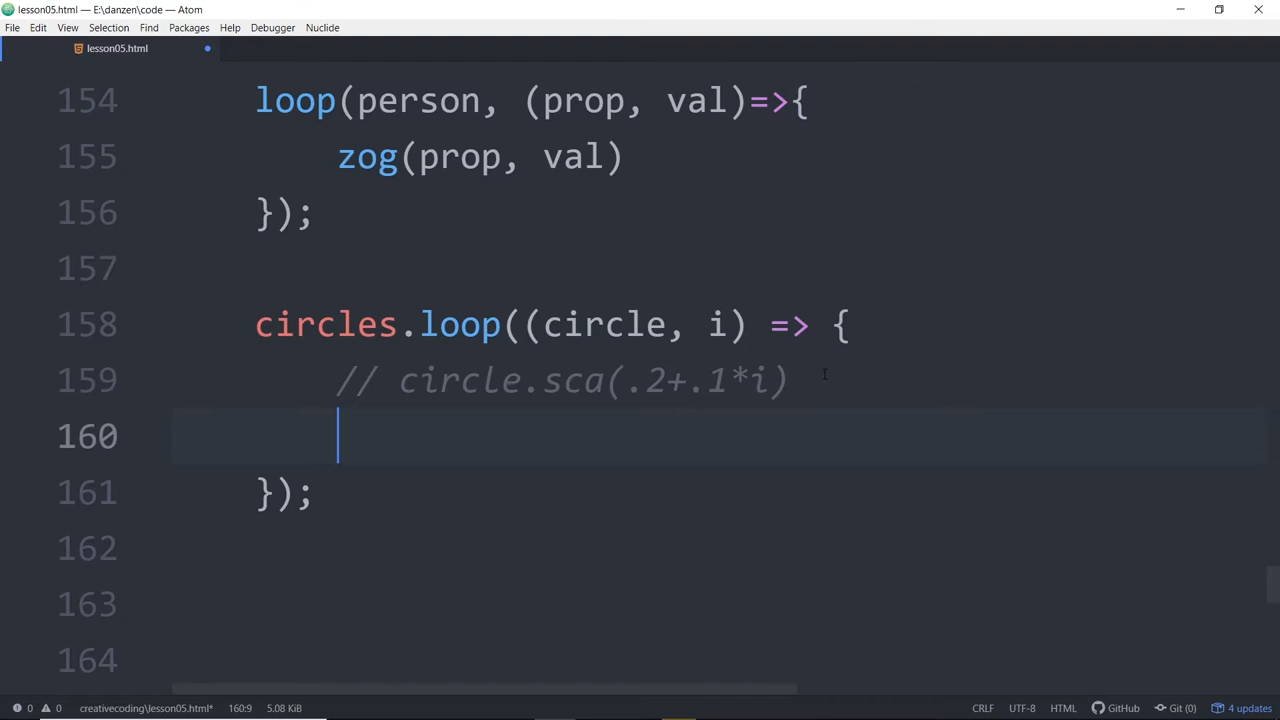 lesson05.html — E:\danzen\code — Atom
File Edit View Selection Find Packages Help Debugger Nuclide
lesson05.html
154 loop(person, (prop, val)=>{
155 zog(prop, val)
156 });
157
158 circles.loop((circle, i) => {
159 // circle.sca(.2+.1*i)
160
161 });
162
163
164
0 0 creativecoding\lesson05.html* 160:9 5.08 KiB CRLF UTF-8 HTML GitHub Git (0) 4 updates